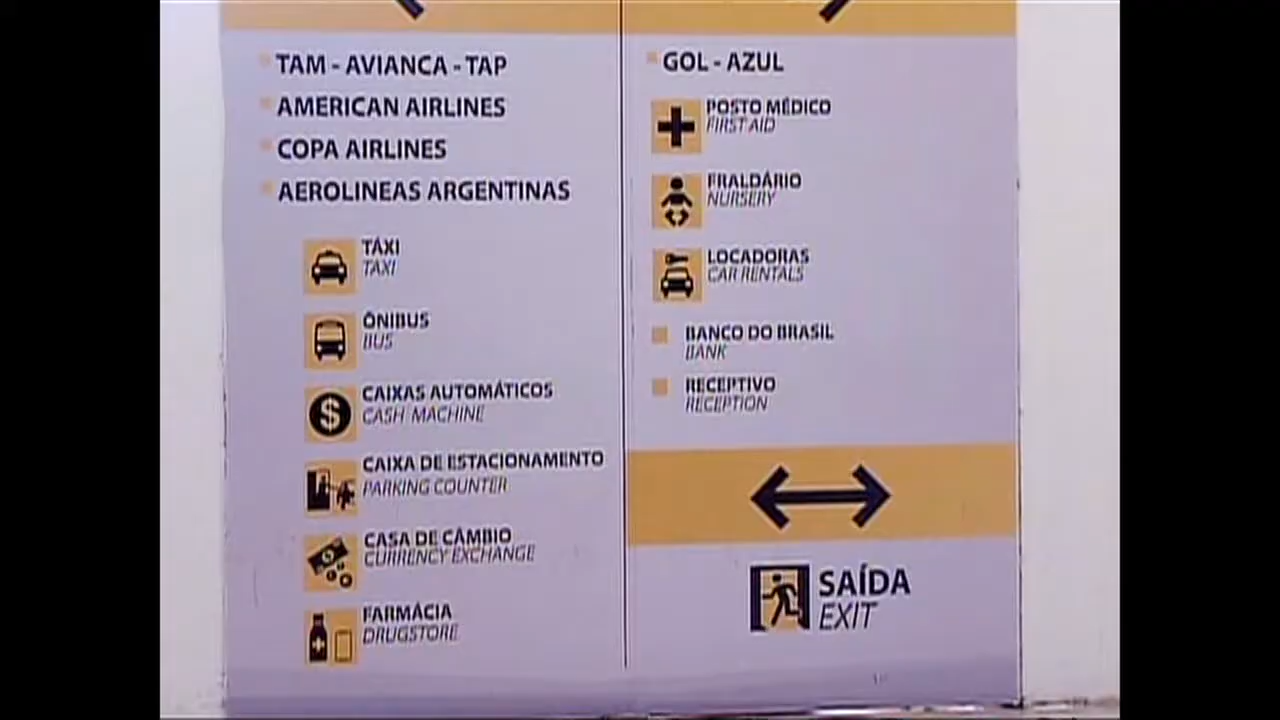 TAM - AVIANCA - TAP
AMERICAN AIRLINES
COPA AIRLINES
AEROLINEAS ARGENTINAS
TÁXI
TAXI
ÔNIBUS
BUS
CAIXAS AUTOMÁTICOS
CASH MACHINE
CAIXA DE ESTACIONAMENTO
PARKING COUNTER
CASA DE CÂMBIO
CURRENCY EXCHANGE
FARMÁCIA
DRUGSTORE
GOL - AZUL
POSTO MÉDICO
FIRST AID
FRALDÁRIO
NURSERY
LOCADORAS
CAR RENTALS
BANCO DO BRASIL
BANK
RECEPTIVO
RECEPTION
SAÍDA
EXIT